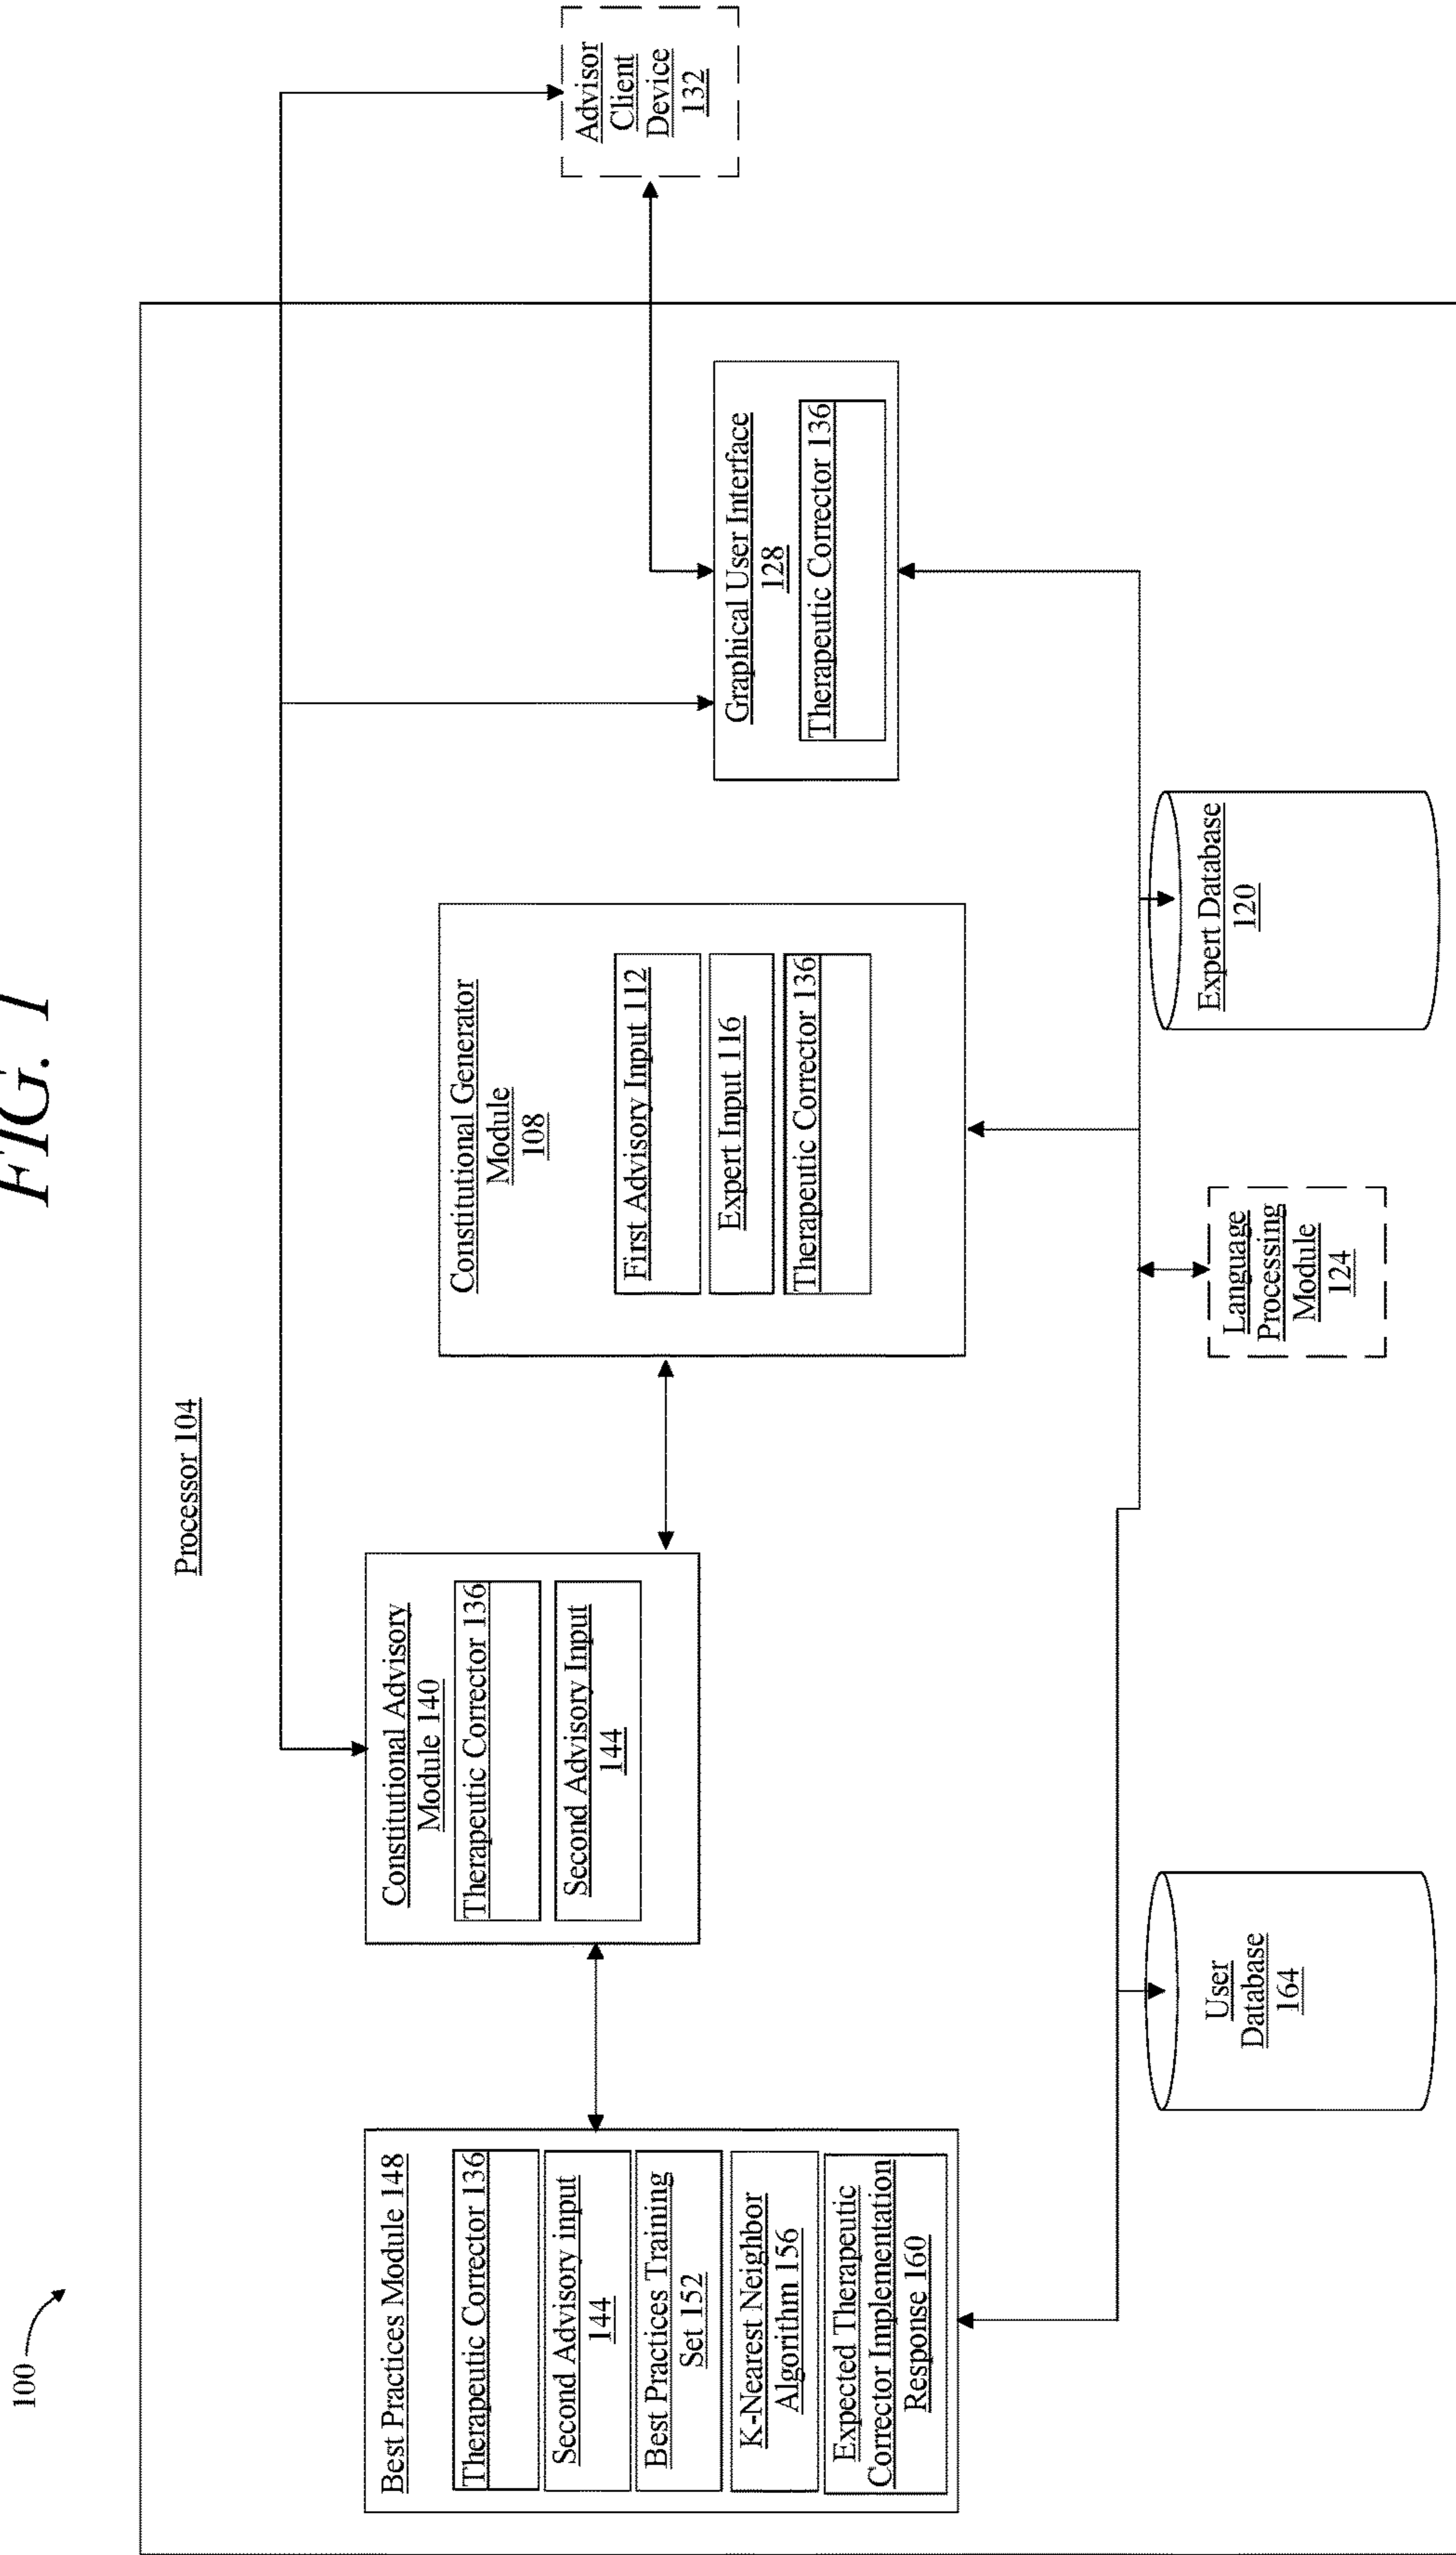 FIG. 1
100
Processor 104
Best Practices Module 148
Therapeutic Corrector 136
Second Advisory input
144
Best Practices Training
Set 152
K-Nearest Neighbor
Algorithm 156
Expected Therapeutic
Corrector Implementation
Response 160
Constitutional Advisory
Module 140
Therapeutic Corrector 136
Second Advisory Input
144
Constitutional Generator
Module
108
First Advisory Input 112
Expert Input 116
Therapeutic Corrector 136
Graphical User Interface
128
Therapeutic Corrector 136
Advisor
Client
Device
132
User
Database
164
Language
Processing
Module
124
Expert Database
120